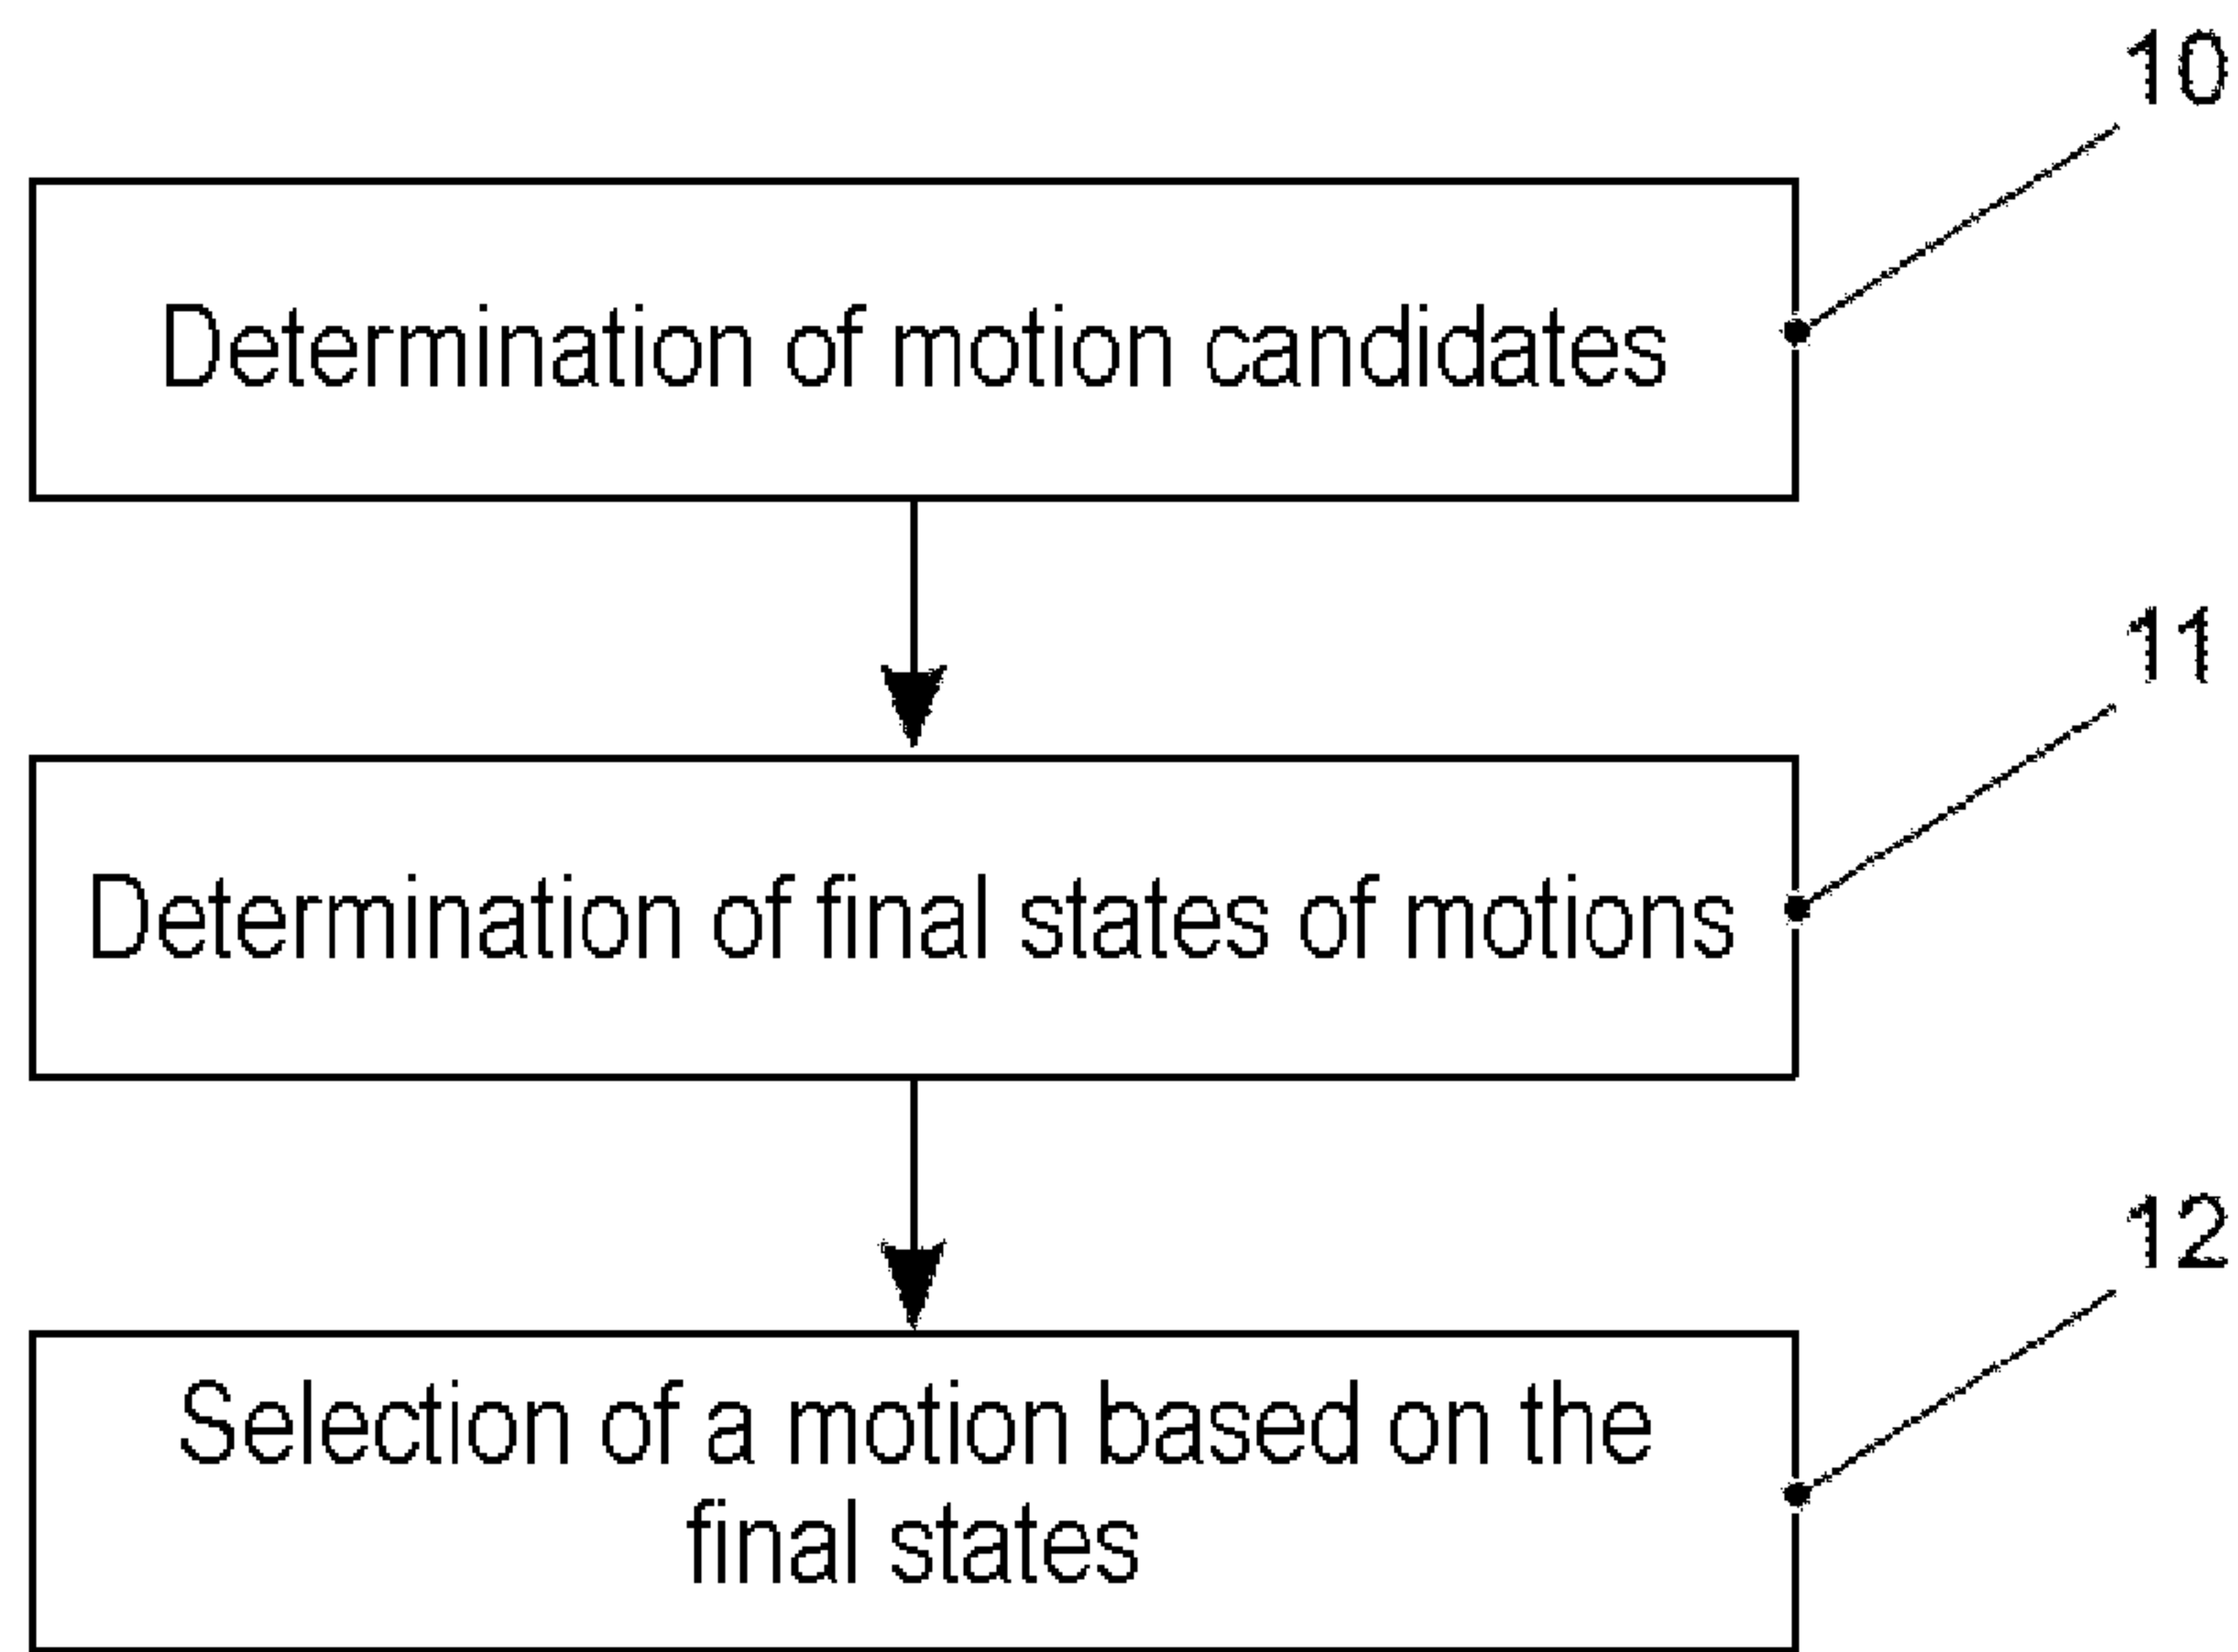 10
Determination of motion candidates
11
Determination of final states of motions
12
Selection of a motion based on the
final states